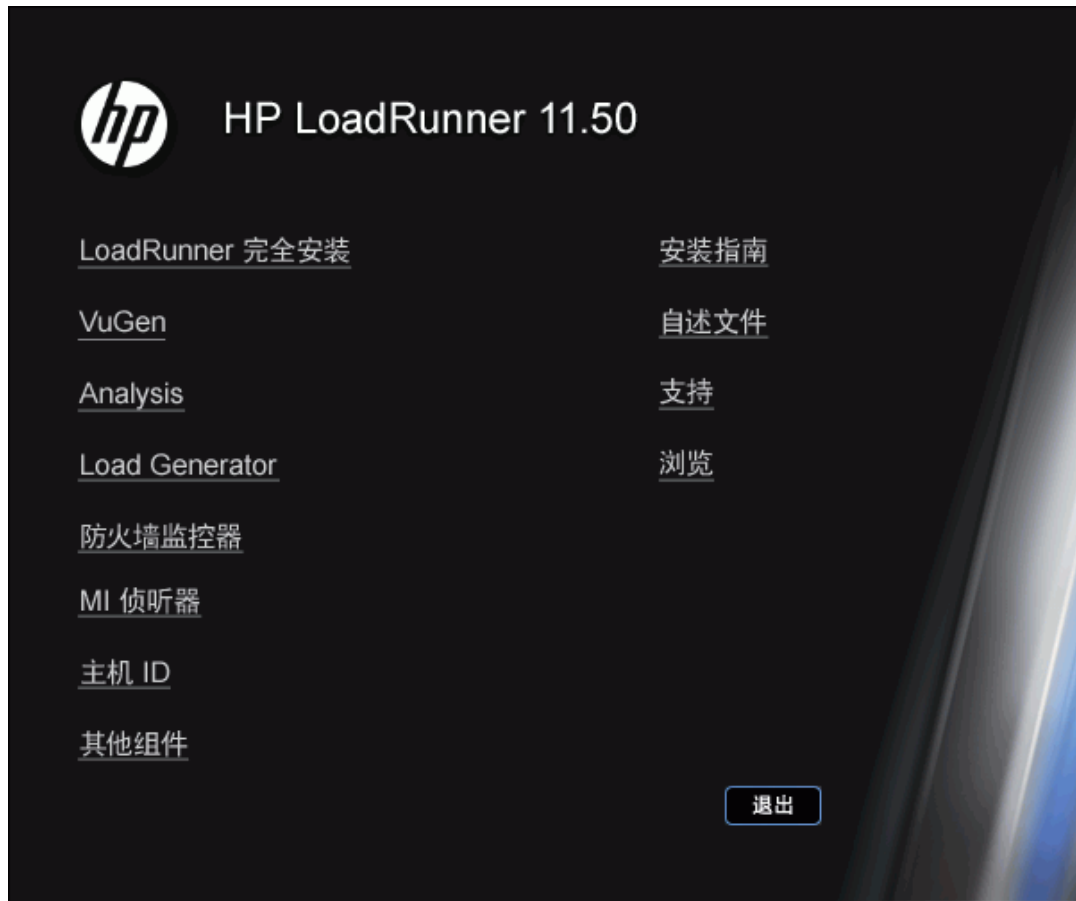 hp
HP LoadRunner 11.50
LoadRunner 完全安装
安装指南
VuGen
自述文件
Analysis
支持
Load Generator
浏览
防火墙监控器
MI 侦听器
主机 ID
其他组件
退出